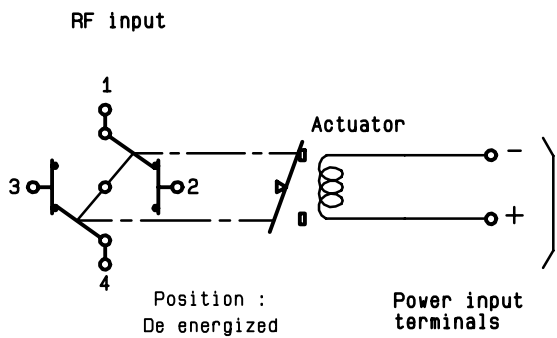 RF input
1
Actuator
-
3
2
+
4
Position :
De energized
Power input
terminals